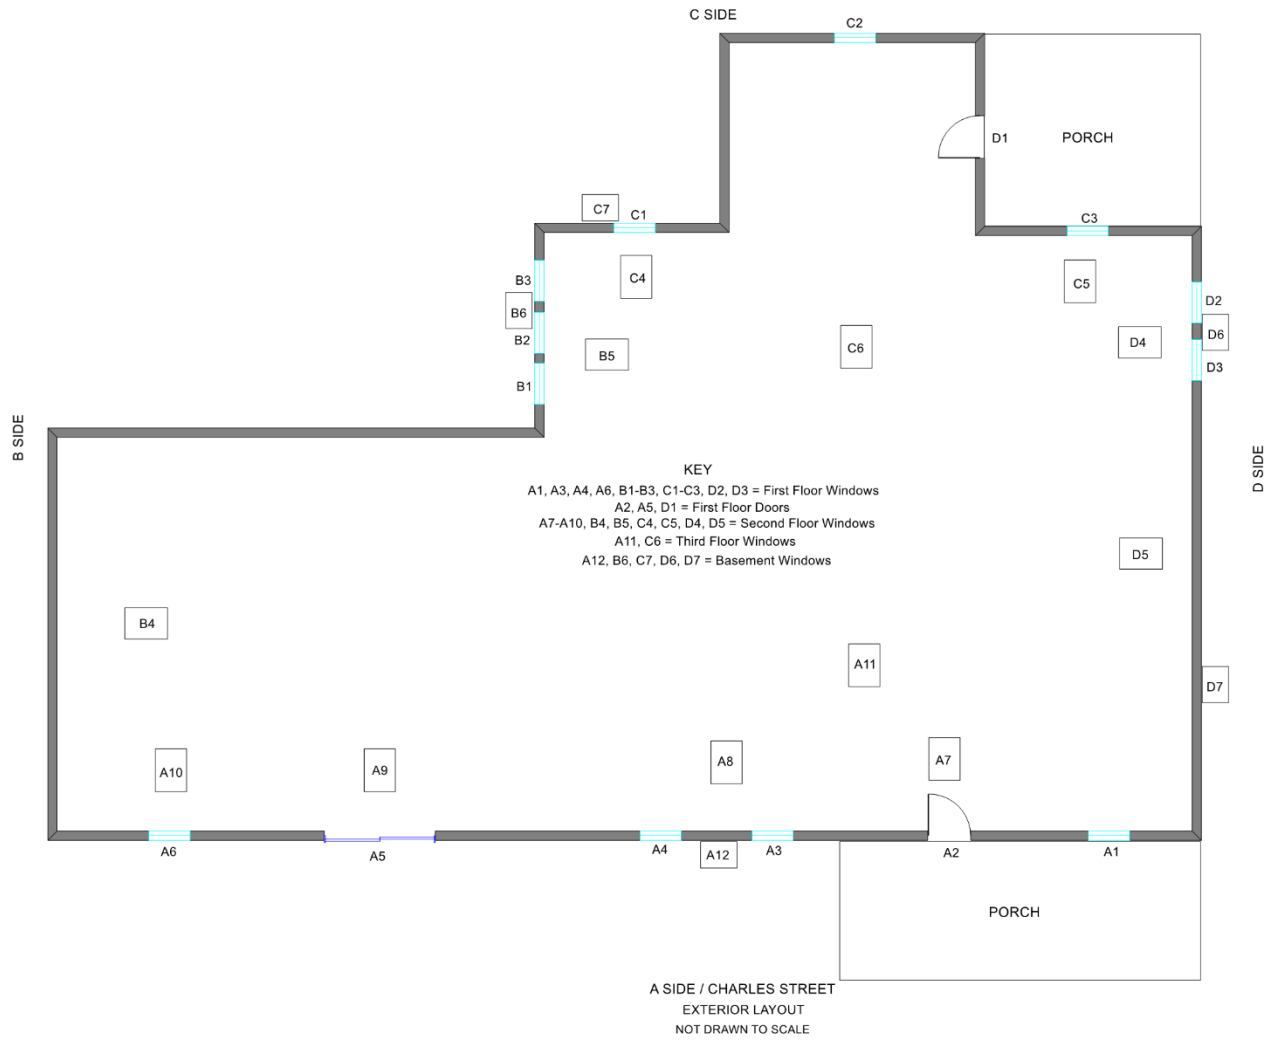 C SIDE
C2
D1
PORCH
C7
C1
C3
B3
C4
C5
D2
B6
B2
B5
C6
D4
D6
D3
B1
B SIDE
D SIDE
KEY
A1, A3, A4, A6, B1-B3, C1-C3, D2, D3 = First Floor Windows
A2, A5, D1 = First Floor Doors
A7-A10, B4, B5, C4, C5, D4, D5 = Second Floor Windows
A11, C6 = Third Floor Windows
A12, B6, C7, D6, D7 = Basement Windows
D5
B4
A11
D7
A10
A9
A8
A7
A6
A5
A4
A12
A3
A2
A1
PORCH
A SIDE / CHARLES STREET
EXTERIOR LAYOUT
NOT DRAWN TO SCALE